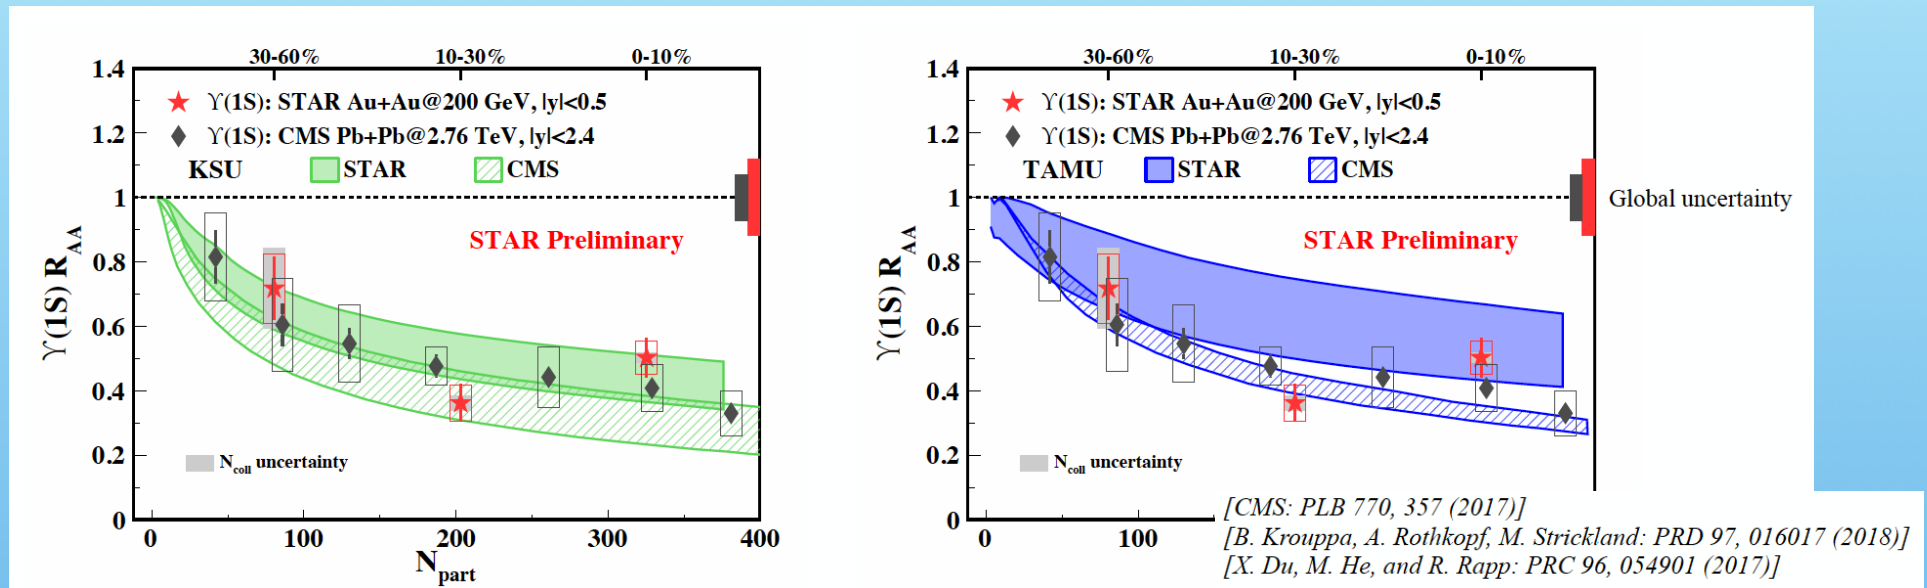 30-60% 10-30% 0-10%
1.4
ϒ(1S): STAR Au+Au@200 GeV, |y|<0.5
1.2
ϒ(1S): CMS Pb+Pb@2.76 TeV, |y|<2.4
KSU STAR CMS
1
STAR Preliminary
0.8
0.6
0.4
0.2
0
ϒ(1S) R_AA
N_coll uncertainty
0 100 200 300 400
N_part
30-60% 10-30% 0-10%
1.4
ϒ(1S): STAR Au+Au@200 GeV, |y|<0.5
1.2
ϒ(1S): CMS Pb+Pb@2.76 TeV, |y|<2.4
TAMU STAR CMS
1
Global uncertainty
STAR Preliminary
0.8
0.6
0.4
0.2
0
ϒ(1S) R_AA
N_coll uncertainty
0 100
[CMS: PLB 770, 357 (2017)]
[B. Krouppa, A. Rothkopf, M. Strickland: PRD 97, 016017 (2018)]
[X. Du, M. He, and R. Rapp: PRC 96, 054901 (2017)]